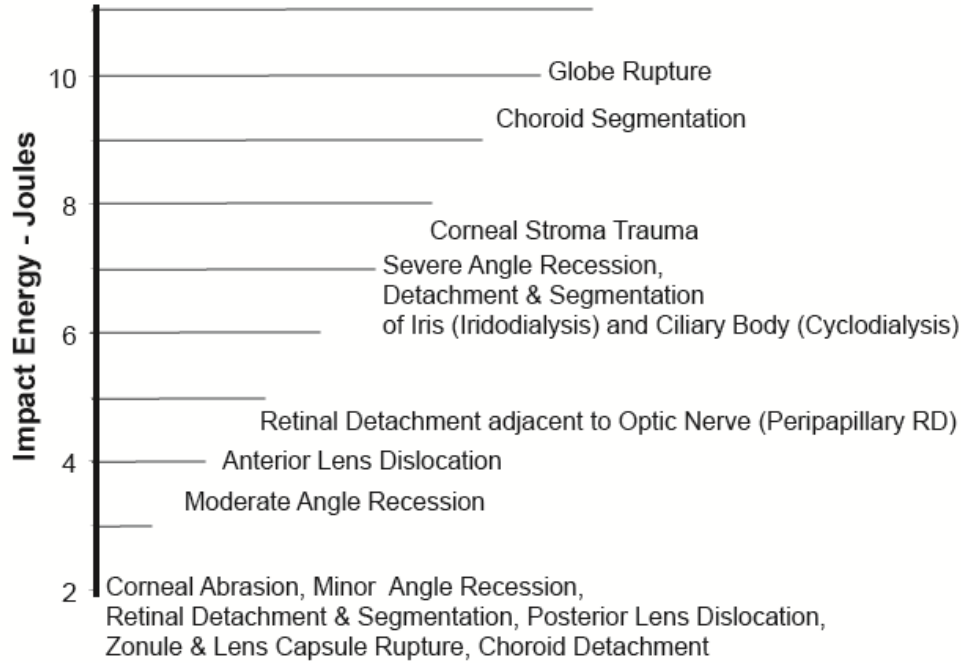 10
Globe Rupture
Choroid Segmentation
8
Corneal Stroma Trauma
Severe Angle Recession,
Detachment & Segmentation
of Iris (Iridodialysis) and Ciliary Body (Cyclodialysis)
6
Retinal Detachment adjacent to Optic Nerve (Peripapillary RD)
4
Anterior Lens Dislocation
Moderate Angle Recession
2
Corneal Abrasion, Minor Angle Recession,
Retinal Detachment & Segmentation, Posterior Lens Dislocation,
Zonule & Lens Capsule Rupture, Choroid Detachment
Impact Energy - Joules